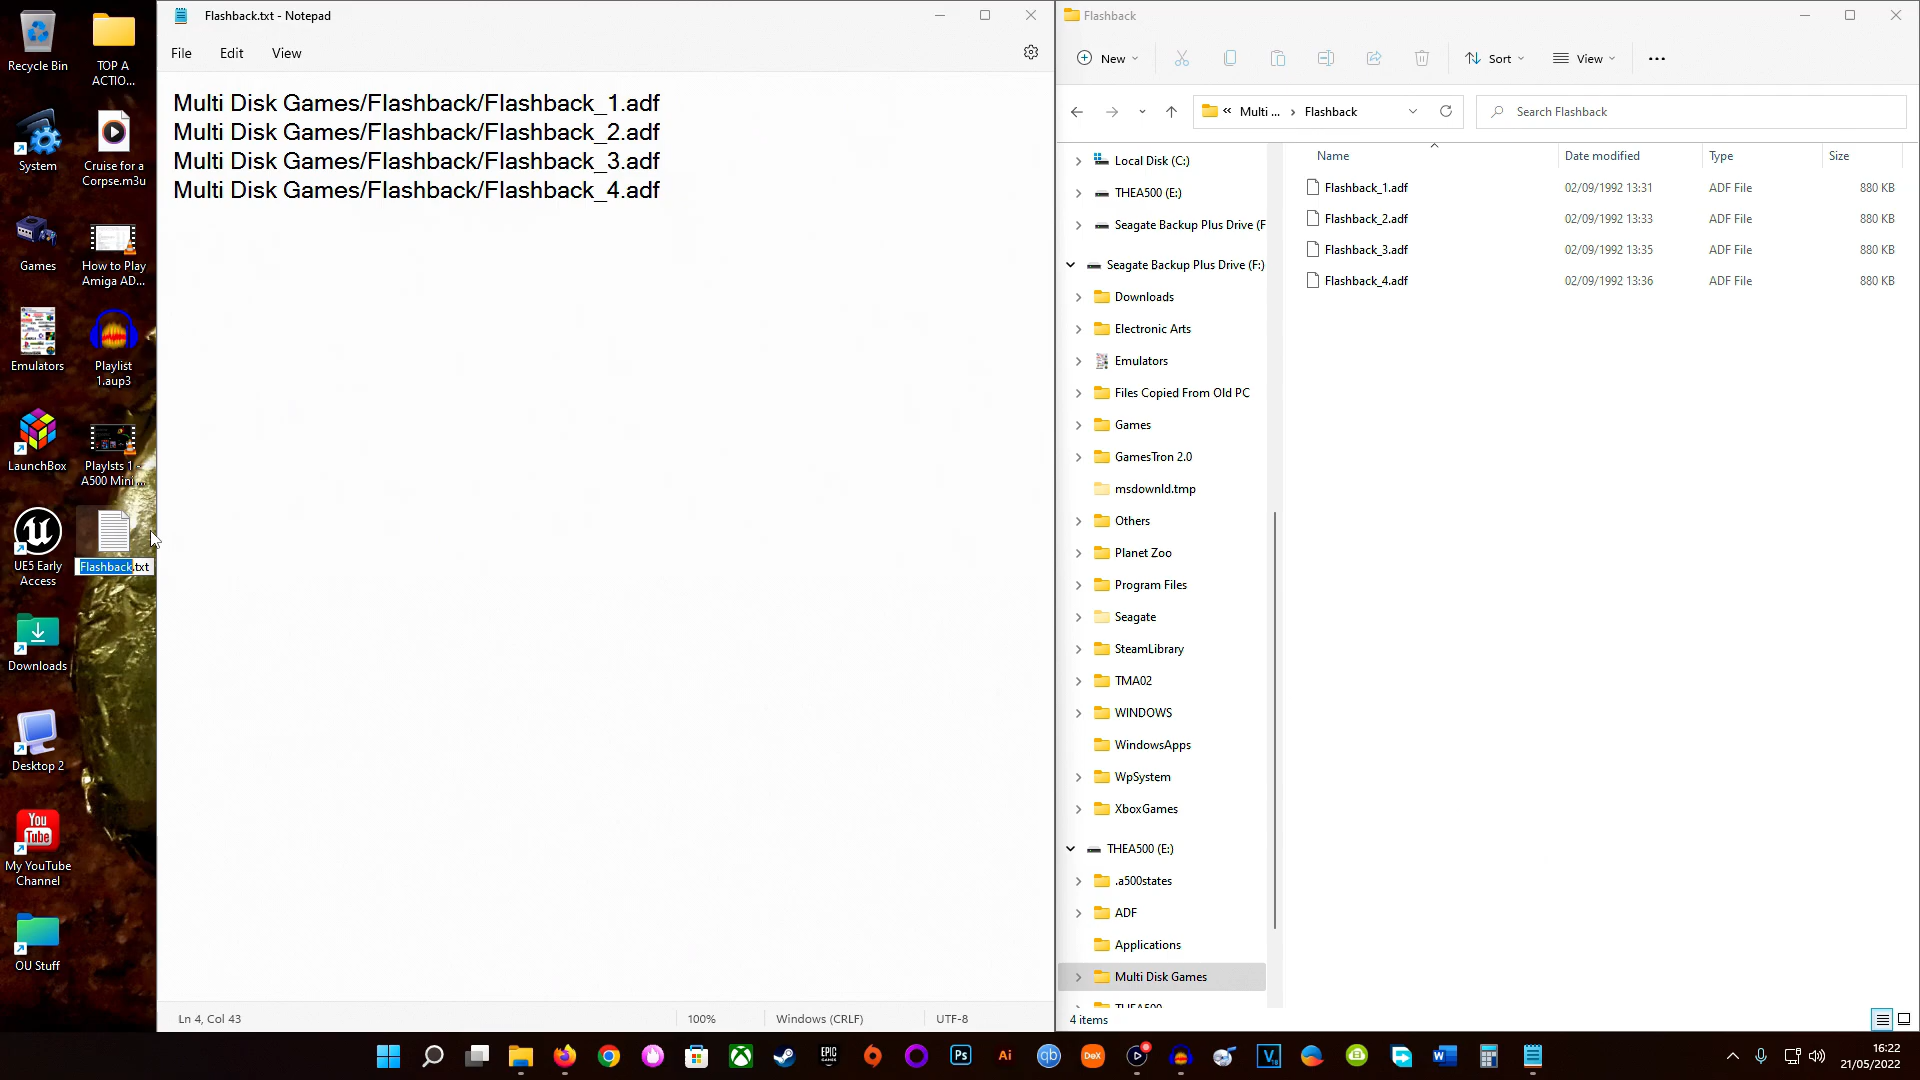 Recycle Bin
TOP A
ACTIO...
System
Cruise for a
Corpse.m3u
Games
How to Play
Amiga AD...
Emulators
Playlist
1.aup3
LaunchBox
Playlsts 1 -
A500 Mini ...
UE5 Early
Access
Flashback.txt
Downloads
Desktop 2
You
Tube
My YouTube
Channel
OU Stuff
Flashback.txt - Notepad
File Edit View
Multi Disk Games/Flashback/Flashback_1.adf
Multi Disk Games/Flashback/Flashback_2.adf
Multi Disk Games/Flashback/Flashback_3.adf
Multi Disk Games/Flashback/Flashback_4.adf
Ln 4, Col 43 100% Windows (CRLF) UTF-8
Flashback
New Sort View
Multi ... Flashback
Search Flashback
Local Disk (C:)
THEA500 (E:)
Seagate Backup Plus Drive (F
Seagate Backup Plus Drive (F:)
Downloads
Electronic Arts
Emulators
Files Copied From Old PC
Games
GamesTron 2.0
msdownld.tmp
Others
Planet Zoo
Program Files
Seagate
SteamLibrary
TMA02
WINDOWS
WindowsApps
WpSystem
XboxGames
THEA500 (E:)
.a500states
ADF
Applications
Multi Disk Games
THEA500
Name Date modified Type Size
Flashback_1.adf 02/09/1992 13:31 ADF File 880 KB
Flashback_2.adf 02/09/1992 13:33 ADF File 880 KB
Flashback_3.adf 02/09/1992 13:35 ADF File 880 KB
Flashback_4.adf 02/09/1992 13:36 ADF File 880 KB
4 items
EPIC
Ps
Ai
qb
DeX
16:22
21/05/2022